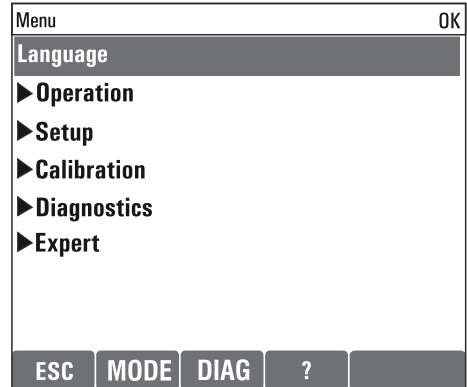 Menu OK
Language
▶Operation
▶Setup
▶Calibration
▶Diagnostics
▶Expert
ESC MODE DIAG ?